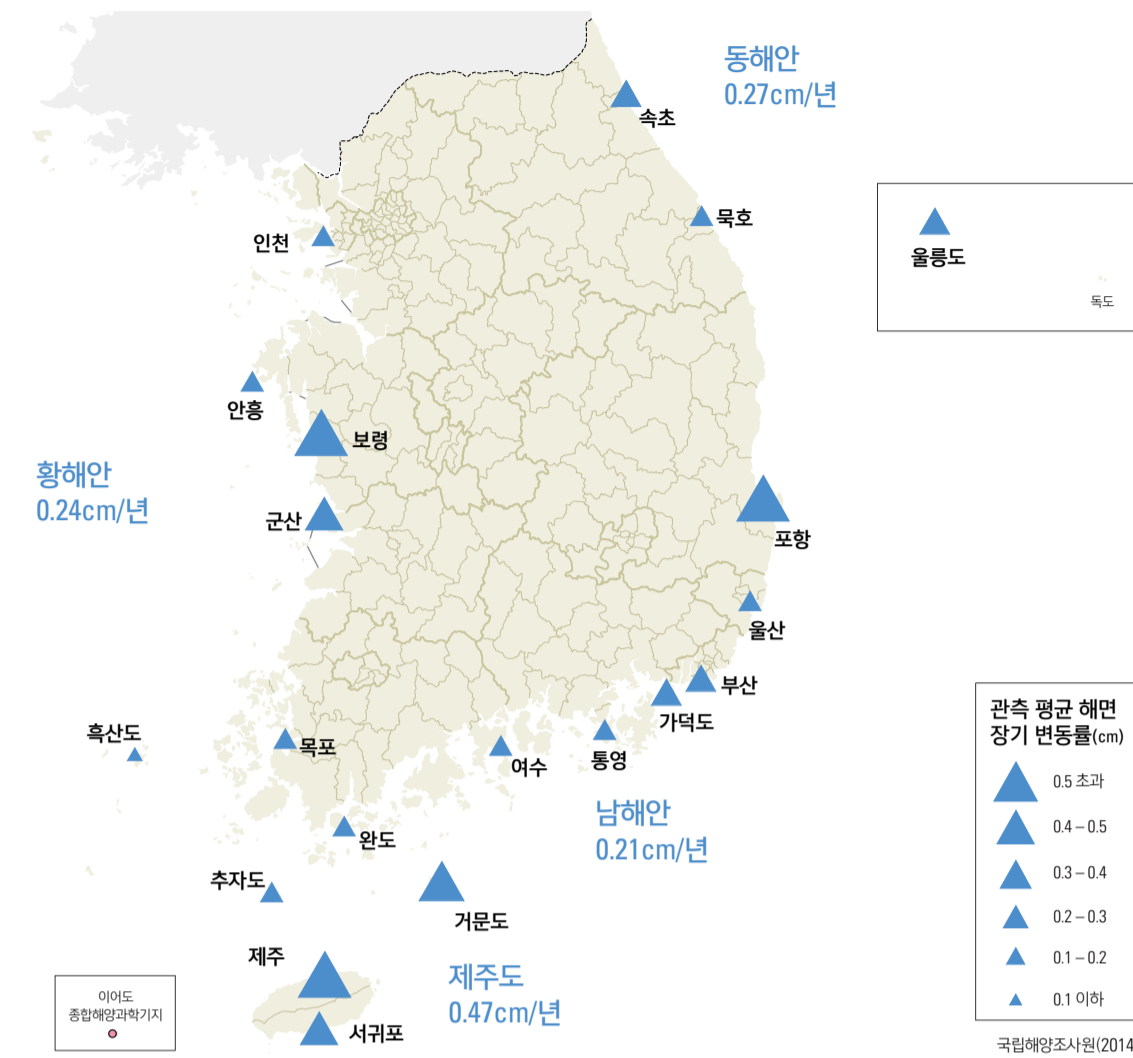 동해안
0.27cm/년
속초
묵호
울릉도
독도
인천
안흥
보령
황해안
0.24cm/년
군산
포항
울산
부산
가덕도
흑산도
목포
여수
통영
남해안
0.21cm/년
완도
추자도
거문도
제주
제주도
0.47cm/년
서귀포
이어도
종합해양과학기지
관측 평균 해면
장기 변동률(cm)
0.5 초과
0.4 – 0.5
0.3 – 0.4
0.2 – 0.3
0.1 – 0.2
0.1 이하
국립해양조사원(2014